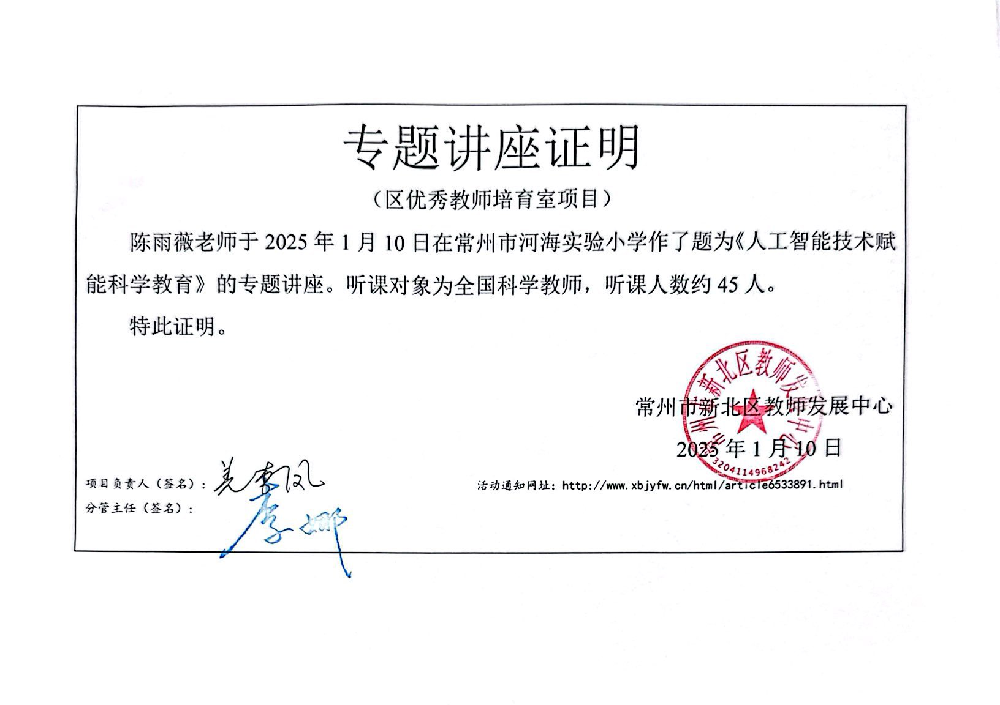 专题讲座证明
（区优秀教师培育室项目）
陈雨薇老师于 2025 年 1 月 10 日在常州市河海实验小学作了题为《人工智能技术赋
能科学教育》的专题讲座。听课对象为全国科学教师，听课人数约 45 人。
特此证明。
常州市新北区教师发展中心
常州市新北区教师发展中心
2025 年 1 月 10 日
3204114968242
项目负责人（签名）：
活动通知网址：http://www.xbjyfw.cn/html/article6533891.html
分管主任（签名）：李娜